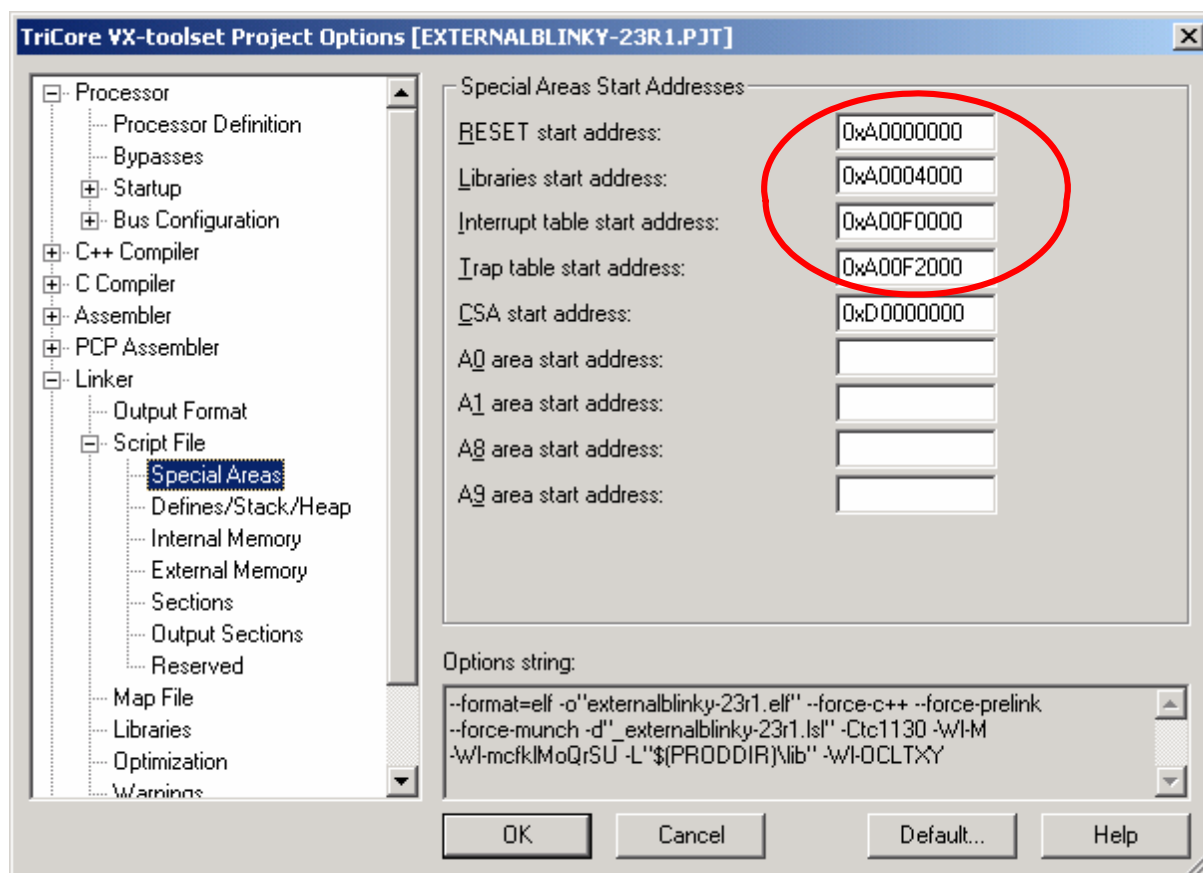 TriCore VX-toolset Project Options [EXTERNALBLINKY-23R1.PJT]
Processor
Processor Definition
Bypasses
Startup
Bus Configuration
C++ Compiler
C Compiler
Assembler
PCP Assembler
Linker
Output Format
Script File
Special Areas
Defines/Stack/Heap
Internal Memory
External Memory
Sections
Output Sections
Reserved
Map File
Libraries
Optimization
Warnings
Special Areas Start Addresses
RESET start address: 0xA0000000
Libraries start address: 0xA0004000
Interrupt table start address: 0xA00F0000
Trap table start address: 0xA00F2000
CSA start address: 0xD0000000
A0 area start address:
A1 area start address:
A8 area start address:
A9 area start address:
Options string:
--format=elf -o"externalblinky-23r1.elf" --force-c++ --force-prelink
--force-munch -d"_externalblinky-23r1.lsl" -Ctc1130 -Wl-M
-Wl-mcfklMoQrSU -L"$(PRODDIR)\lib" -Wl-OCLTXY
OK Cancel Default... Help